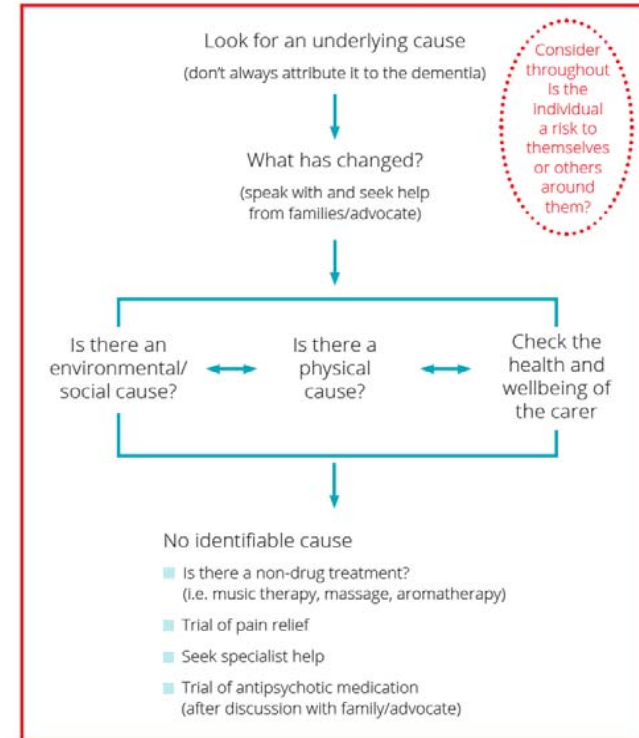 Look for an underlying cause
(don't always attribute it to the dementia)
Consider
throughout
is the
individual
a risk to
themselves
or others
around
them?
What has changed?
(speak with and seek help
from families/advocate)
Is there an
environmental/
social cause?
Is there a
physical
cause?
Check the
health and
wellbeing of
the carer
No identifiable cause
Is there a non-drug treatment?
(i.e. music therapy, massage, aromatherapy)
Trial of pain relief
Seek specialist help
Trial of antipsychotic medication
(after discussion with family/advocate)